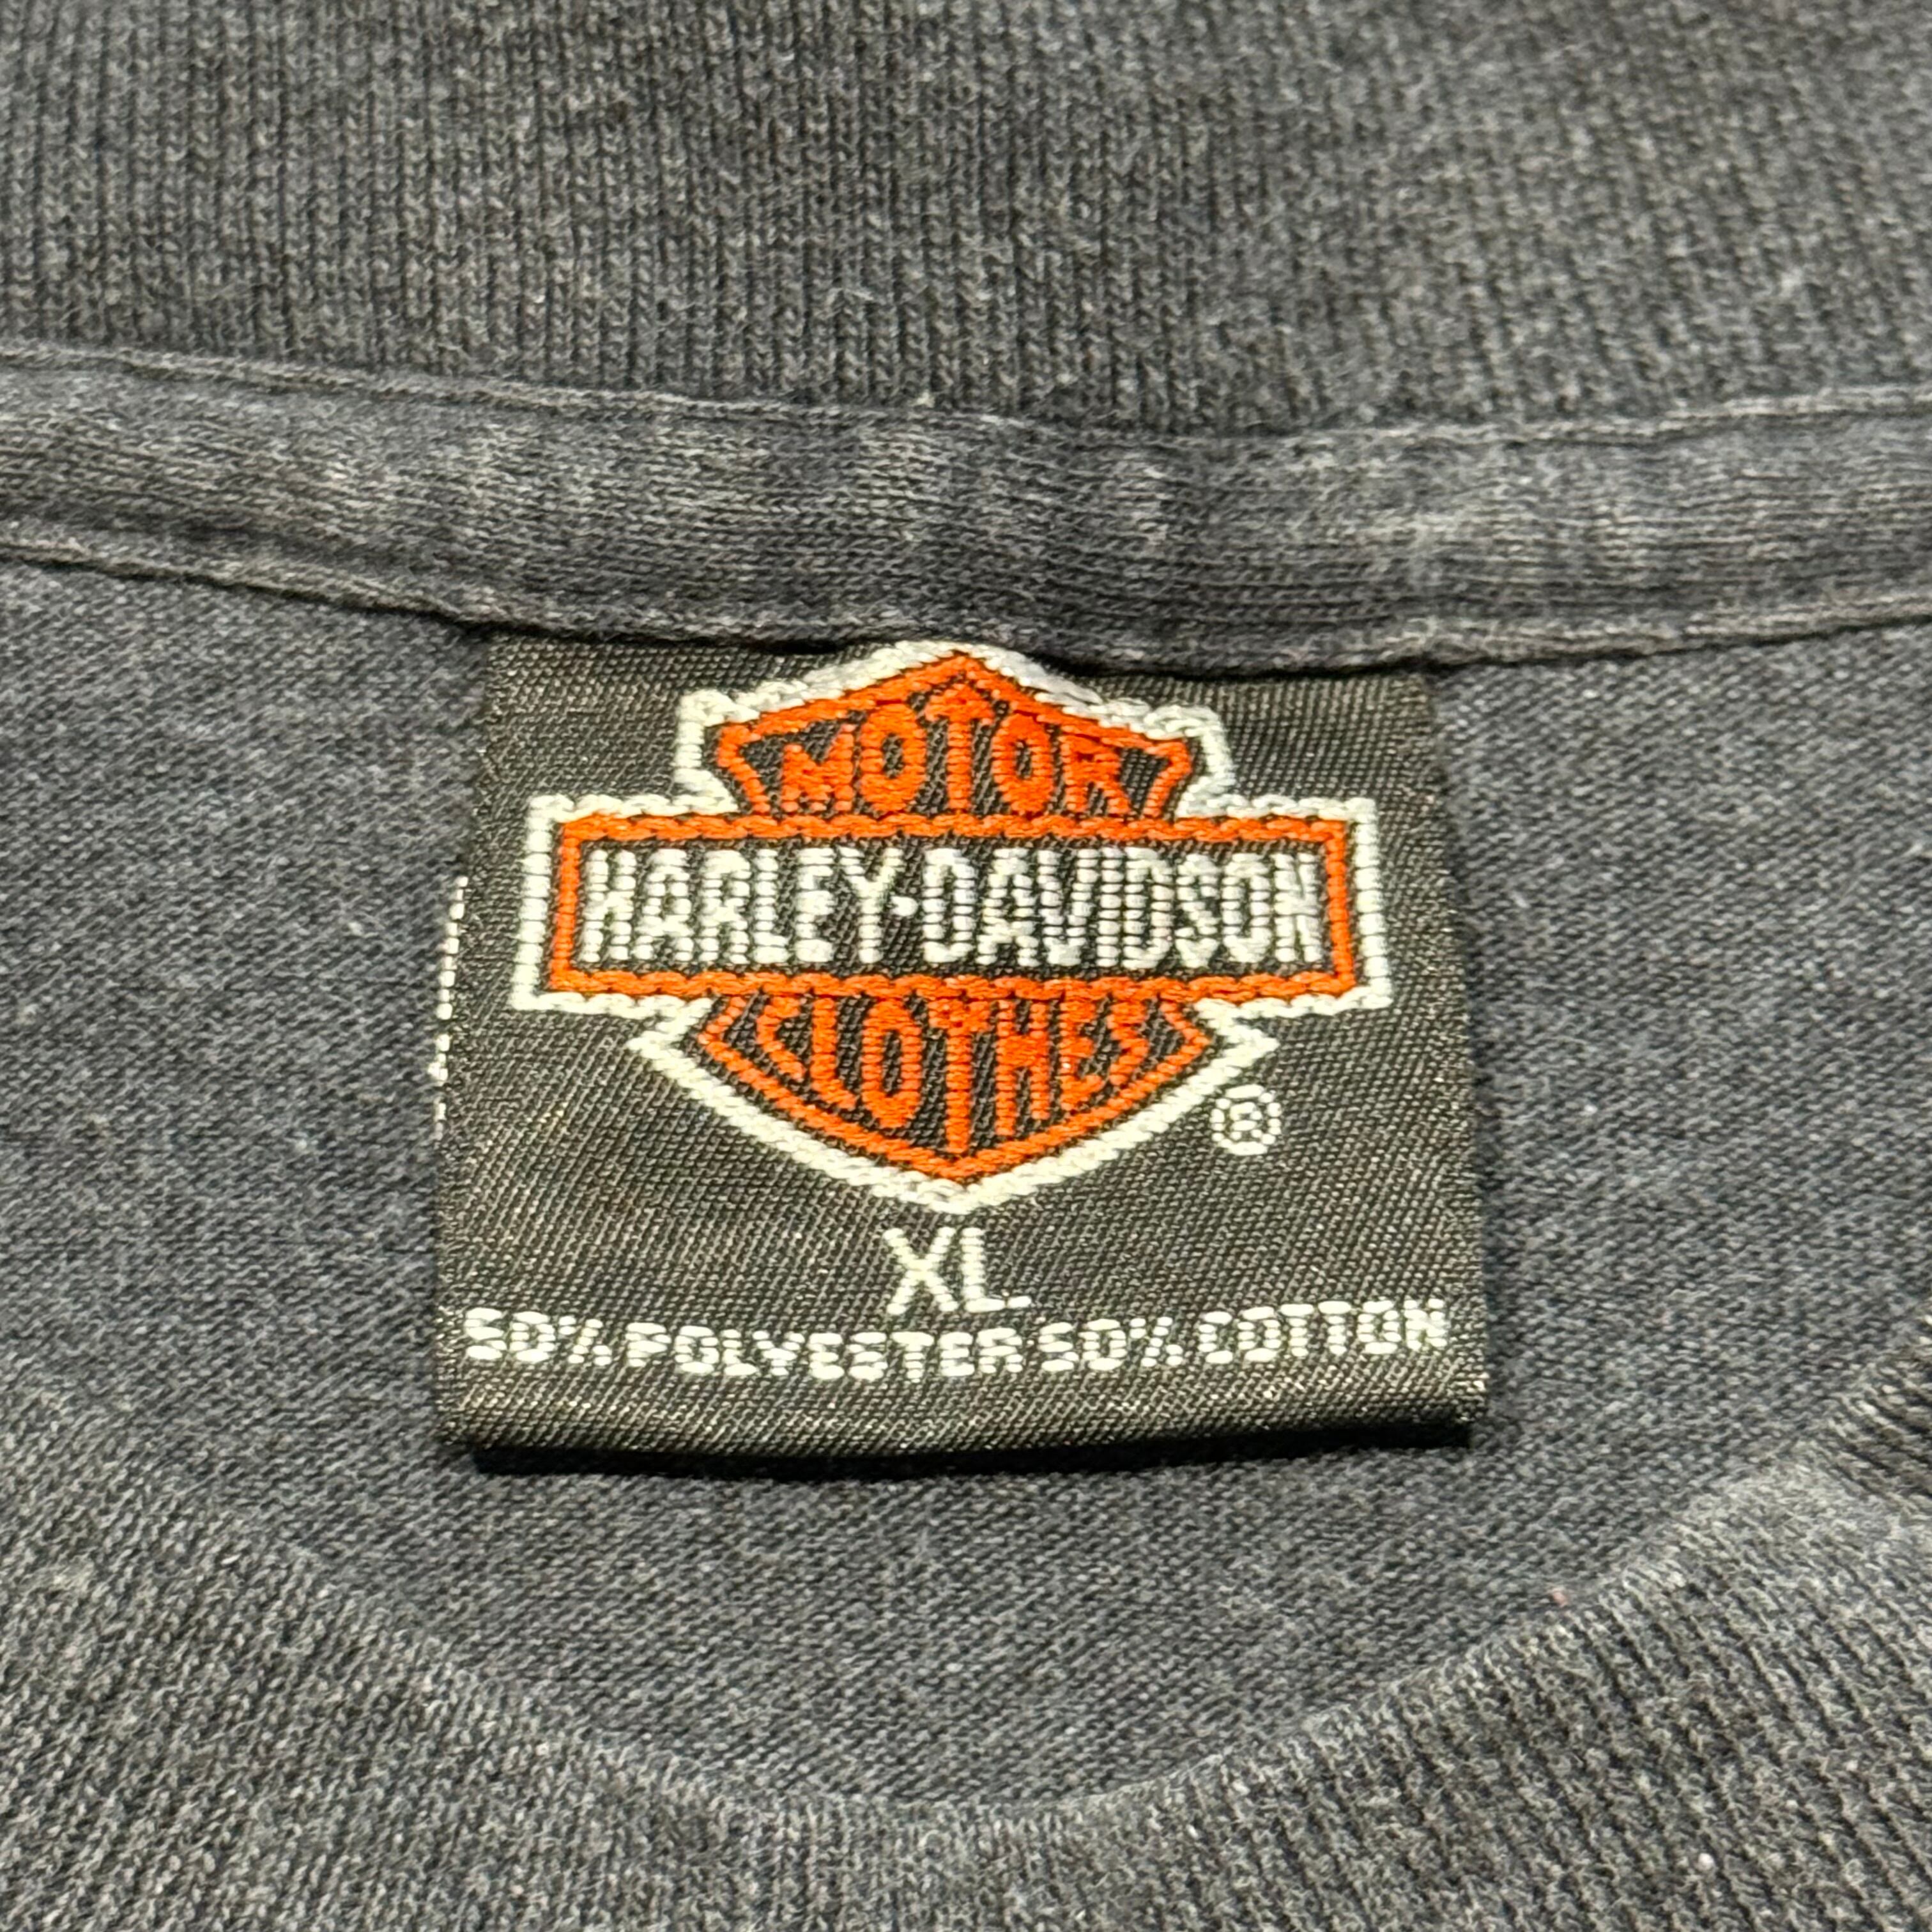 MOTOR
HARLEY-DAVIDSON
CLOTHES
®
XL
50% POLYESTER 50% COTTON